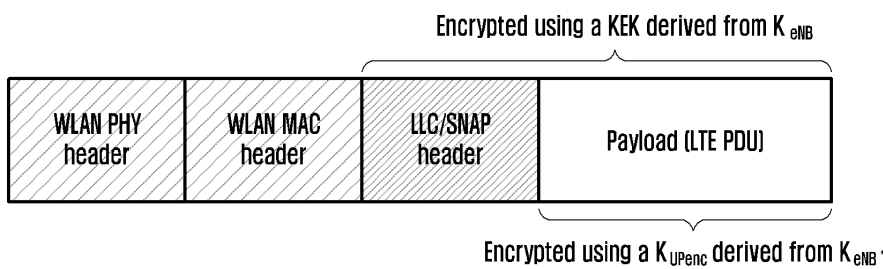 Encrypted using a KEK derived from K eNB
WLAN PHY header
WLAN MAC header
LLC/SNAP header
Payload (LTE PDU)
Encrypted using a K UPenc derived from K eNB.